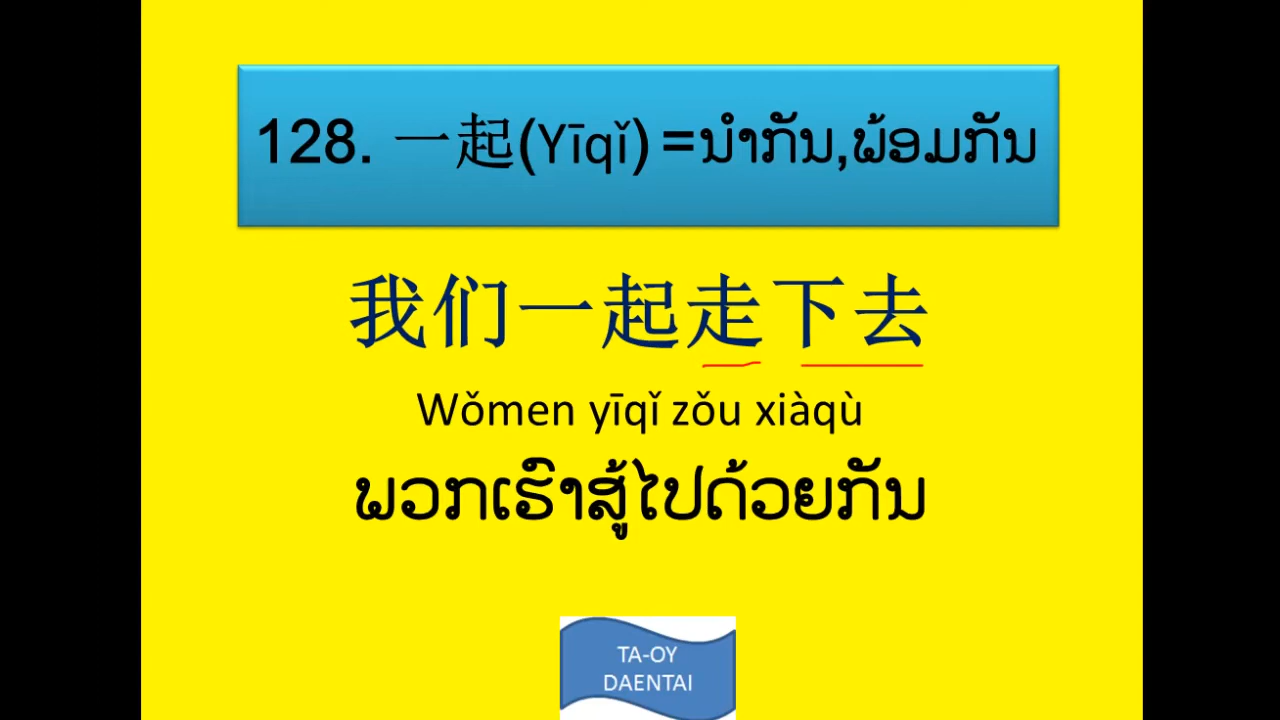 128. 一起(Yīqǐ) =ນຳກັນ,ພ້ອມກັນ
我们一起走下去
Wǒmen yīqǐ zǒu xiàqù
ພວກເຮົາສູ້ໄປດ້ວຍກັນ
TA-OY
DAENTAI